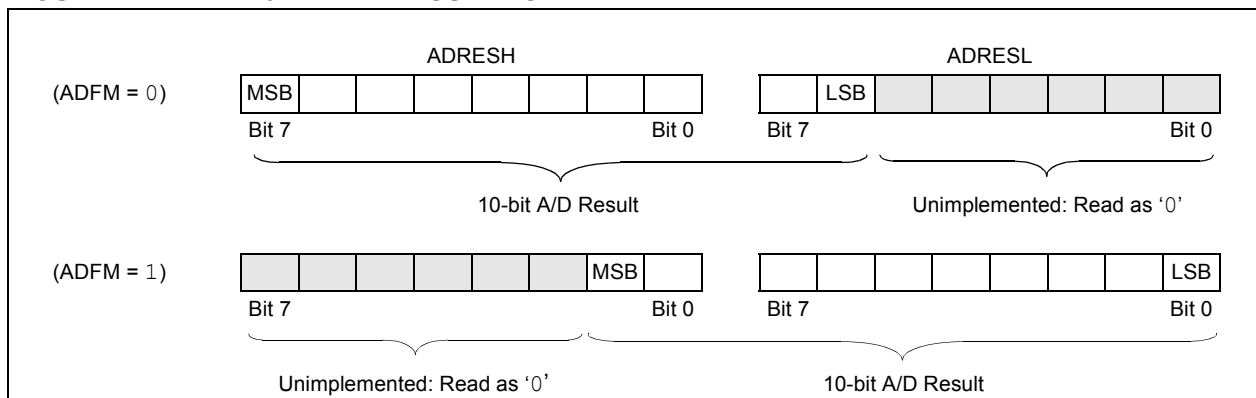 ADRESH ADRESL
(ADFM = 0) MSB LSB
Bit 7 Bit 0 Bit 7 Bit 0
10-bit A/D Result Unimplemented: Read as ‘0’
(ADFM = 1) MSB LSB
Bit 7 Bit 0 Bit 7 Bit 0
Unimplemented: Read as ‘0’ 10-bit A/D Result